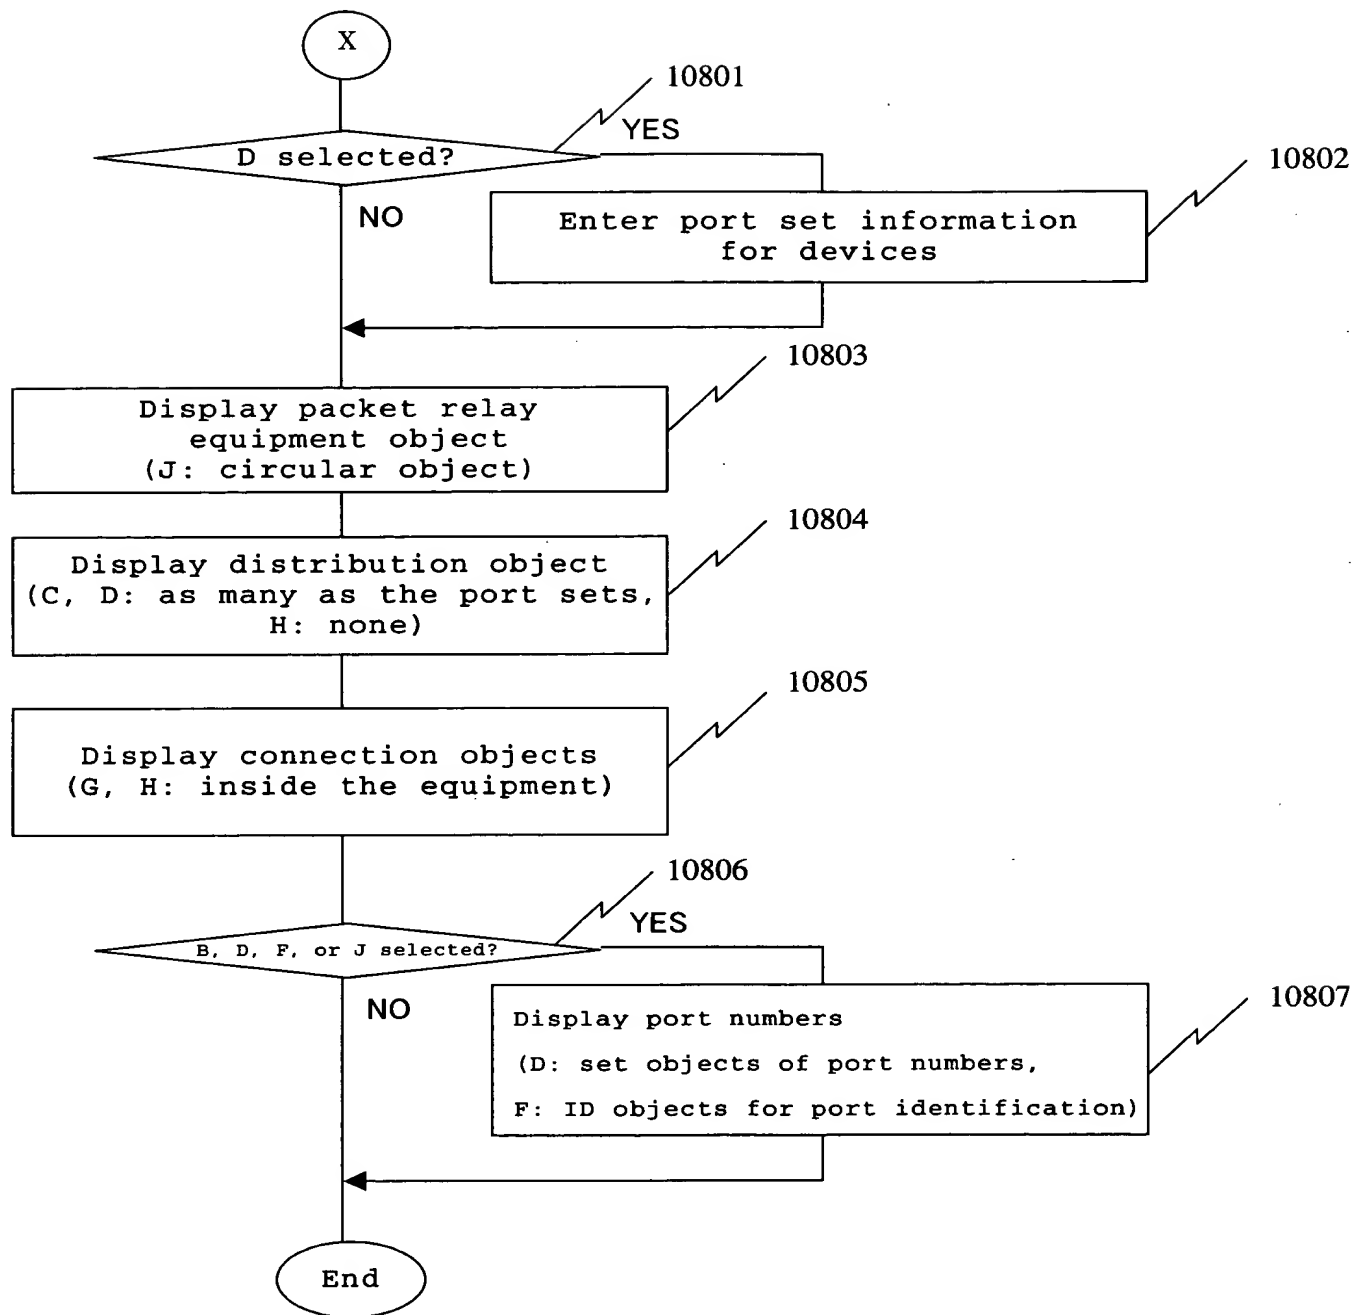 X
10801
YES
D selected?
10802
NO
Enter port set information
for devices
10803
Display packet relay
equipment object
(J: circular object)
10804
Display distribution object
(C, D: as many as the port sets,
H: none)
10805
Display connection objects
(G, H: inside the equipment)
10806
YES
B, D, F, or J selected?
10807
NO
Display port numbers
(D: set objects of port numbers,
F: ID objects for port identification)
End